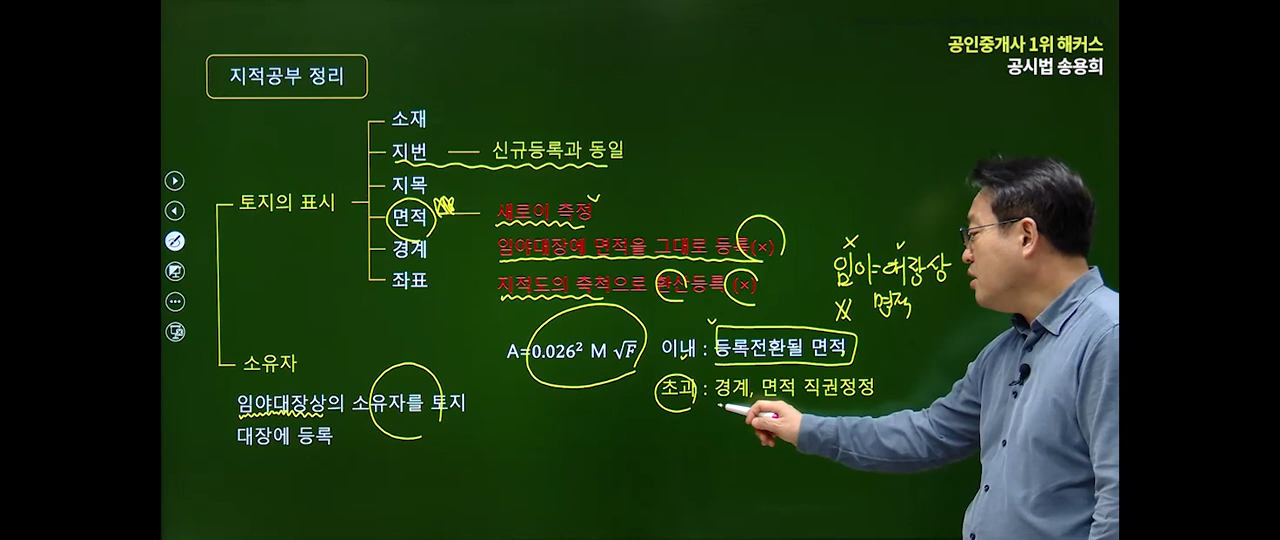 공인중개사 1위 해커스
공시법 송용희
지적공부 정리
토지의 표시
소재
지번 신규등록과 동일
지목
면적 새로이 측정
경계 임야대장에 면적을 그대로 등록(×)
좌표 지적도의 축척으로 환산등록 (×)
임야=대장상
면적
A=0.026² M √F 이내 : 등록전환될 면적
초과 : 경계, 면적 직권정정
소유자
임야대장상의 소유자를 토지
대장에 등록